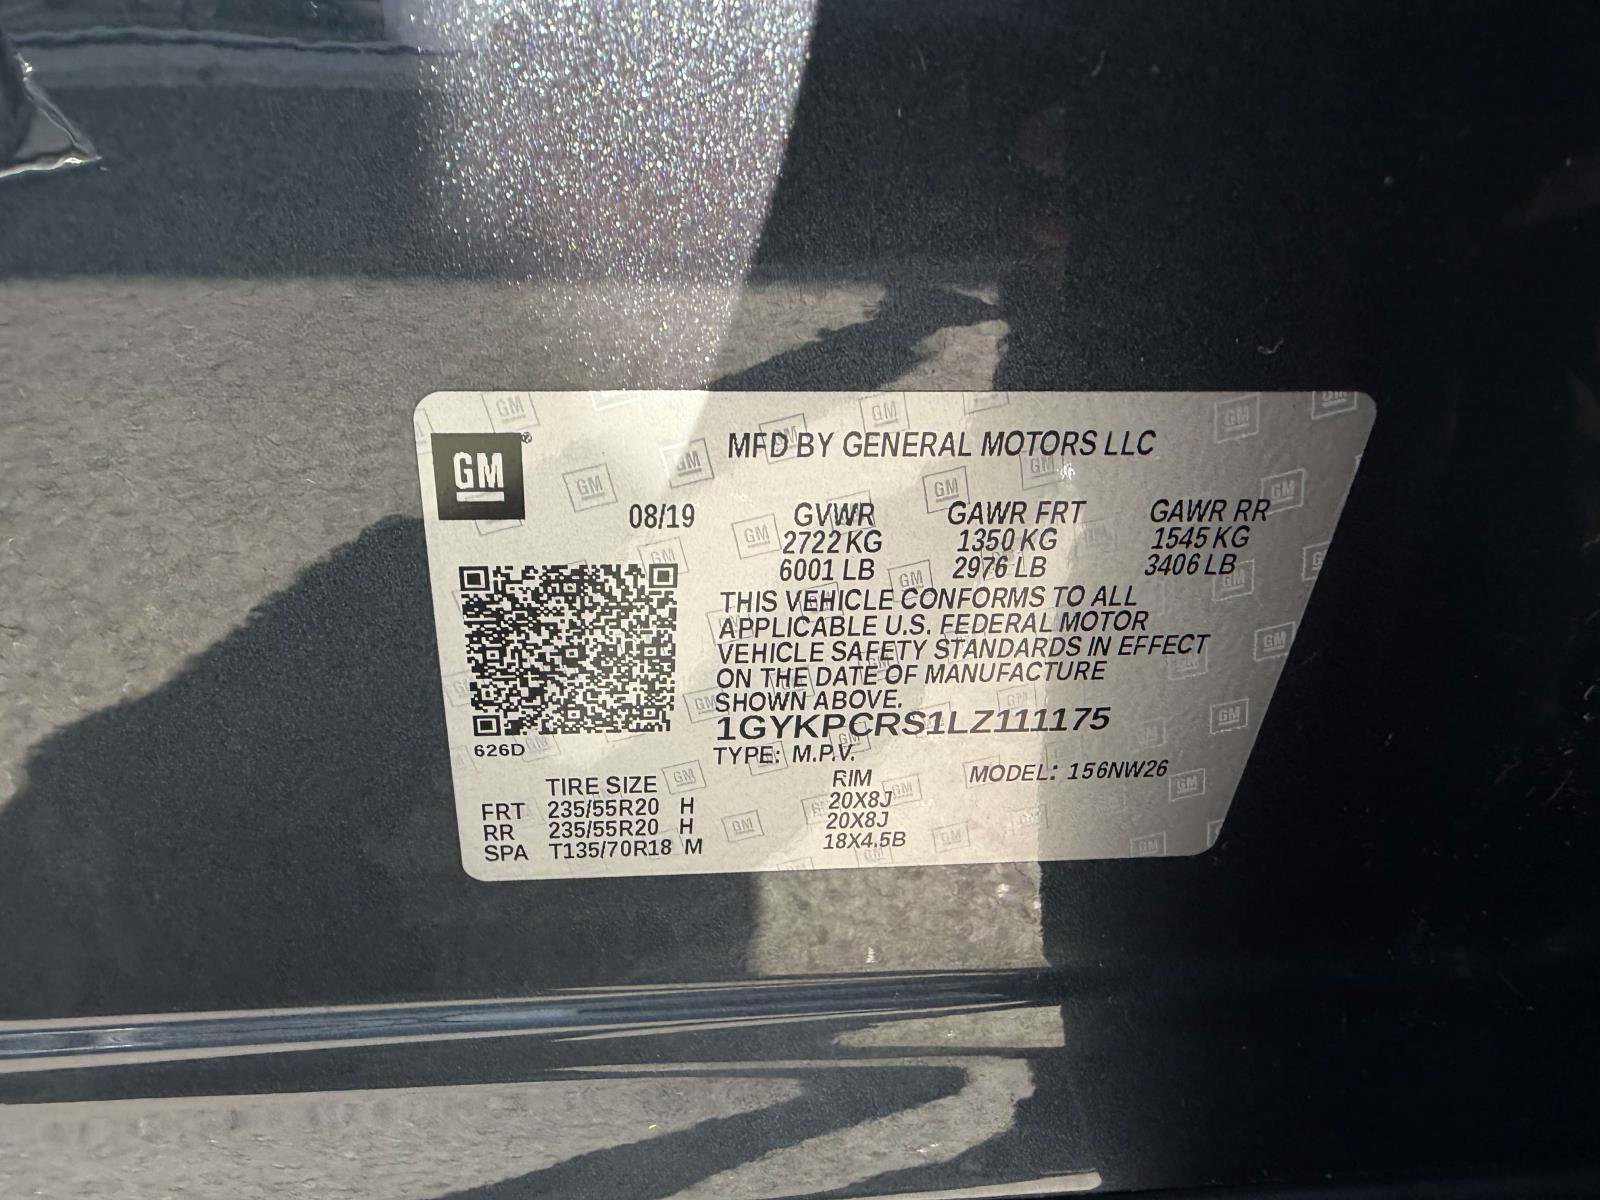 GM
MFD BY GENERAL MOTORS LLC
08/19 GVWR GAWR FRT GAWR RR
2722 KG 1350 KG 1545 KG
6001 LB 2976 LB 3406 LB
THIS VEHICLE CONFORMS TO ALL
APPLICABLE U.S. FEDERAL MOTOR
VEHICLE SAFETY STANDARDS IN EFFECT
ON THE DATE OF MANUFACTURE
SHOWN ABOVE.
1GYKPCRS1LZ111175
626D
TYPE: M.P.V. MODEL: 156NW26
TIRE SIZE RIM
FRT 235/55R20 H 20X8J
RR 235/55R20 H 20X8J
SPA T135/70R18 M 18X4.5B